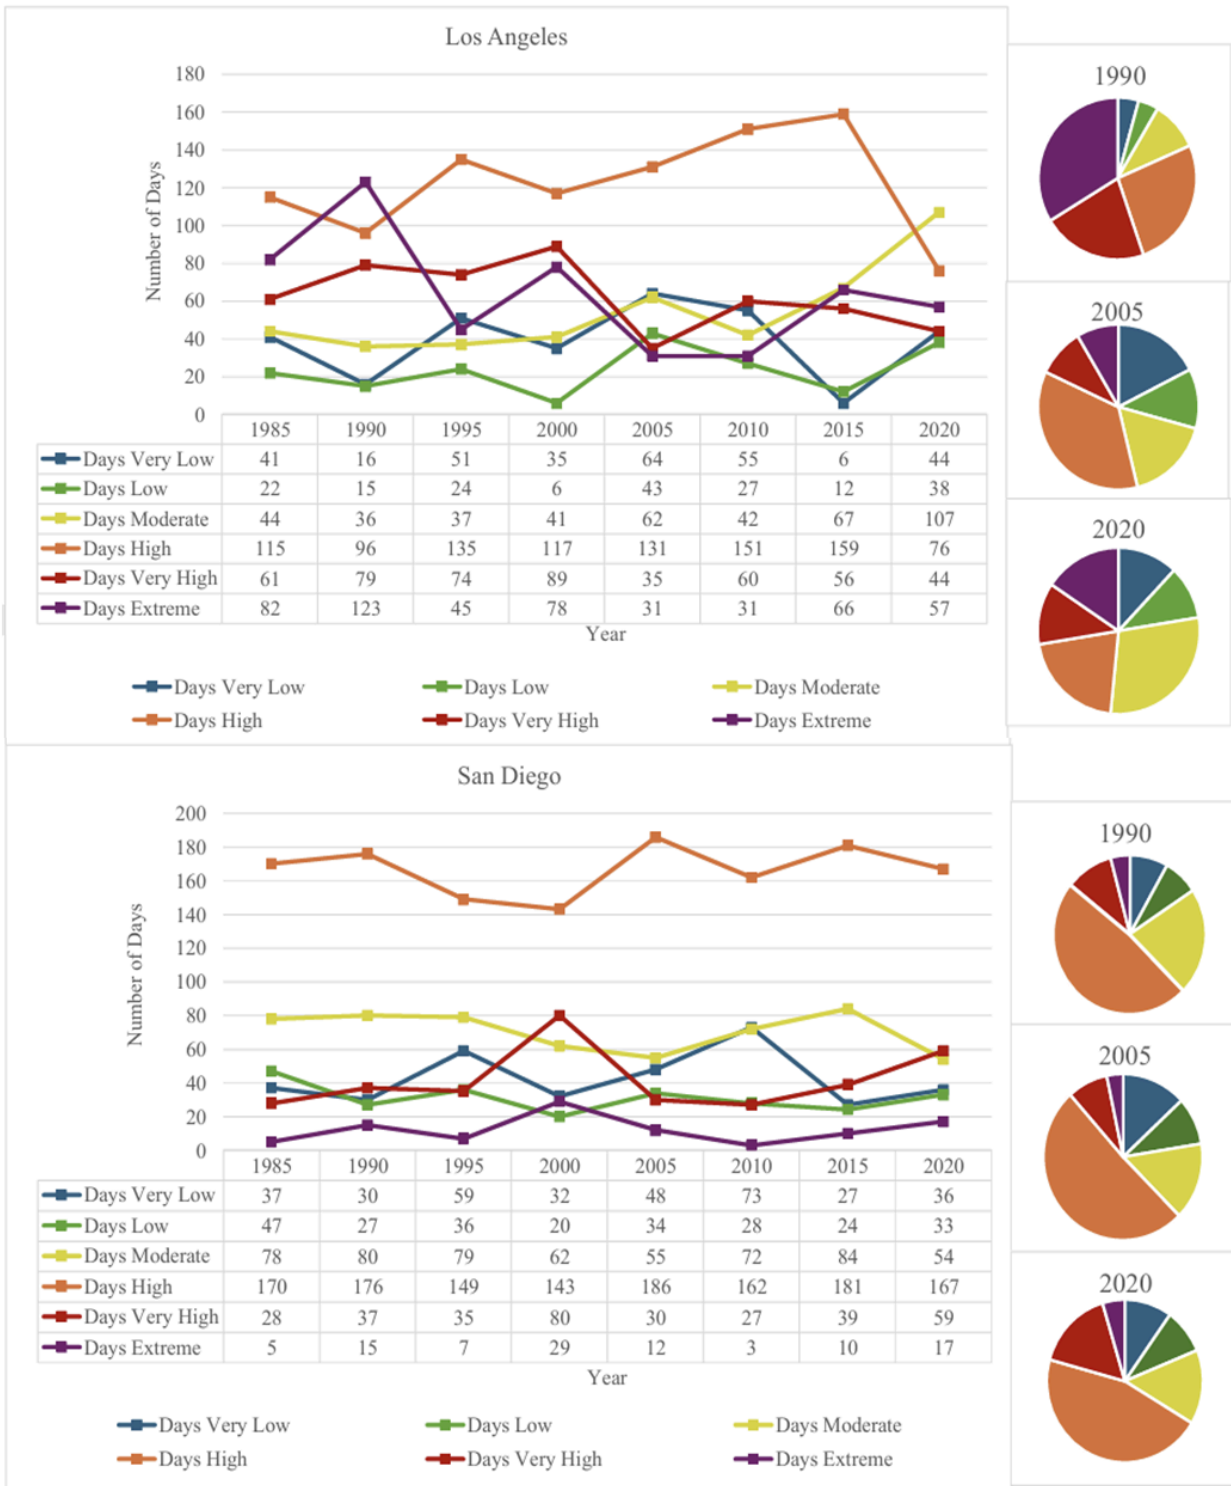 Los Angeles
180
160
140
120
100
80
60
40
20
0
Number of Days
1985 1990 1995 2000 2005 2010 2015 2020
Days Very Low 41 16 51 35 64 55 6 44
Days Low 22 15 24 6 43 27 12 38
Days Moderate 44 36 37 41 62 42 67 107
Days High 115 96 135 117 131 151 159 76
Days Very High 61 79 74 89 35 60 56 44
Days Extreme 82 123 45 78 31 31 66 57
Year
Days Very Low Days Low Days Moderate
Days High Days Very High Days Extreme
1990
2005
2020
San Diego
200
180
160
140
120
100
80
60
40
20
0
Number of Days
1985 1990 1995 2000 2005 2010 2015 2020
Days Very Low 37 30 59 32 48 73 27 36
Days Low 47 27 36 20 34 28 24 33
Days Moderate 78 80 79 62 55 72 84 54
Days High 170 176 149 143 186 162 181 167
Days Very High 28 37 35 80 30 27 39 59
Days Extreme 5 15 7 29 12 3 10 17
Year
Days Very Low Days Low Days Moderate
Days High Days Very High Days Extreme
1990
2005
2020